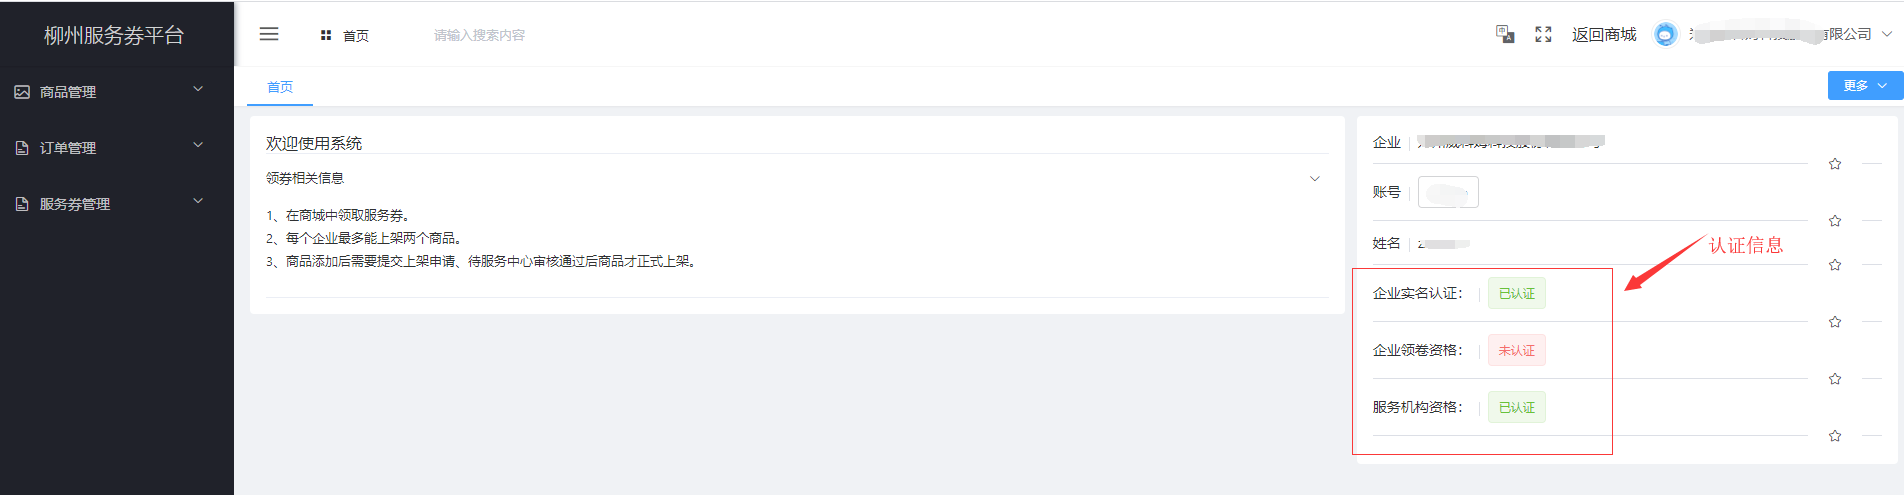 柳州服务券平台
商品管理
订单管理
服务券管理
首页
请输入搜索内容
返回商城
有限公司
首页
更多
欢迎使用系统
领券相关信息
1、在商城中领取服务券。
2、每个企业最多能上架两个商品。
3、商品添加后需要提交上架申请、待服务中心审核通过后商品才正式上架。
企业
账号
姓名
认证信息
企业实名认证：
已认证
企业领卷资格：
未认证
服务机构资格：
已认证